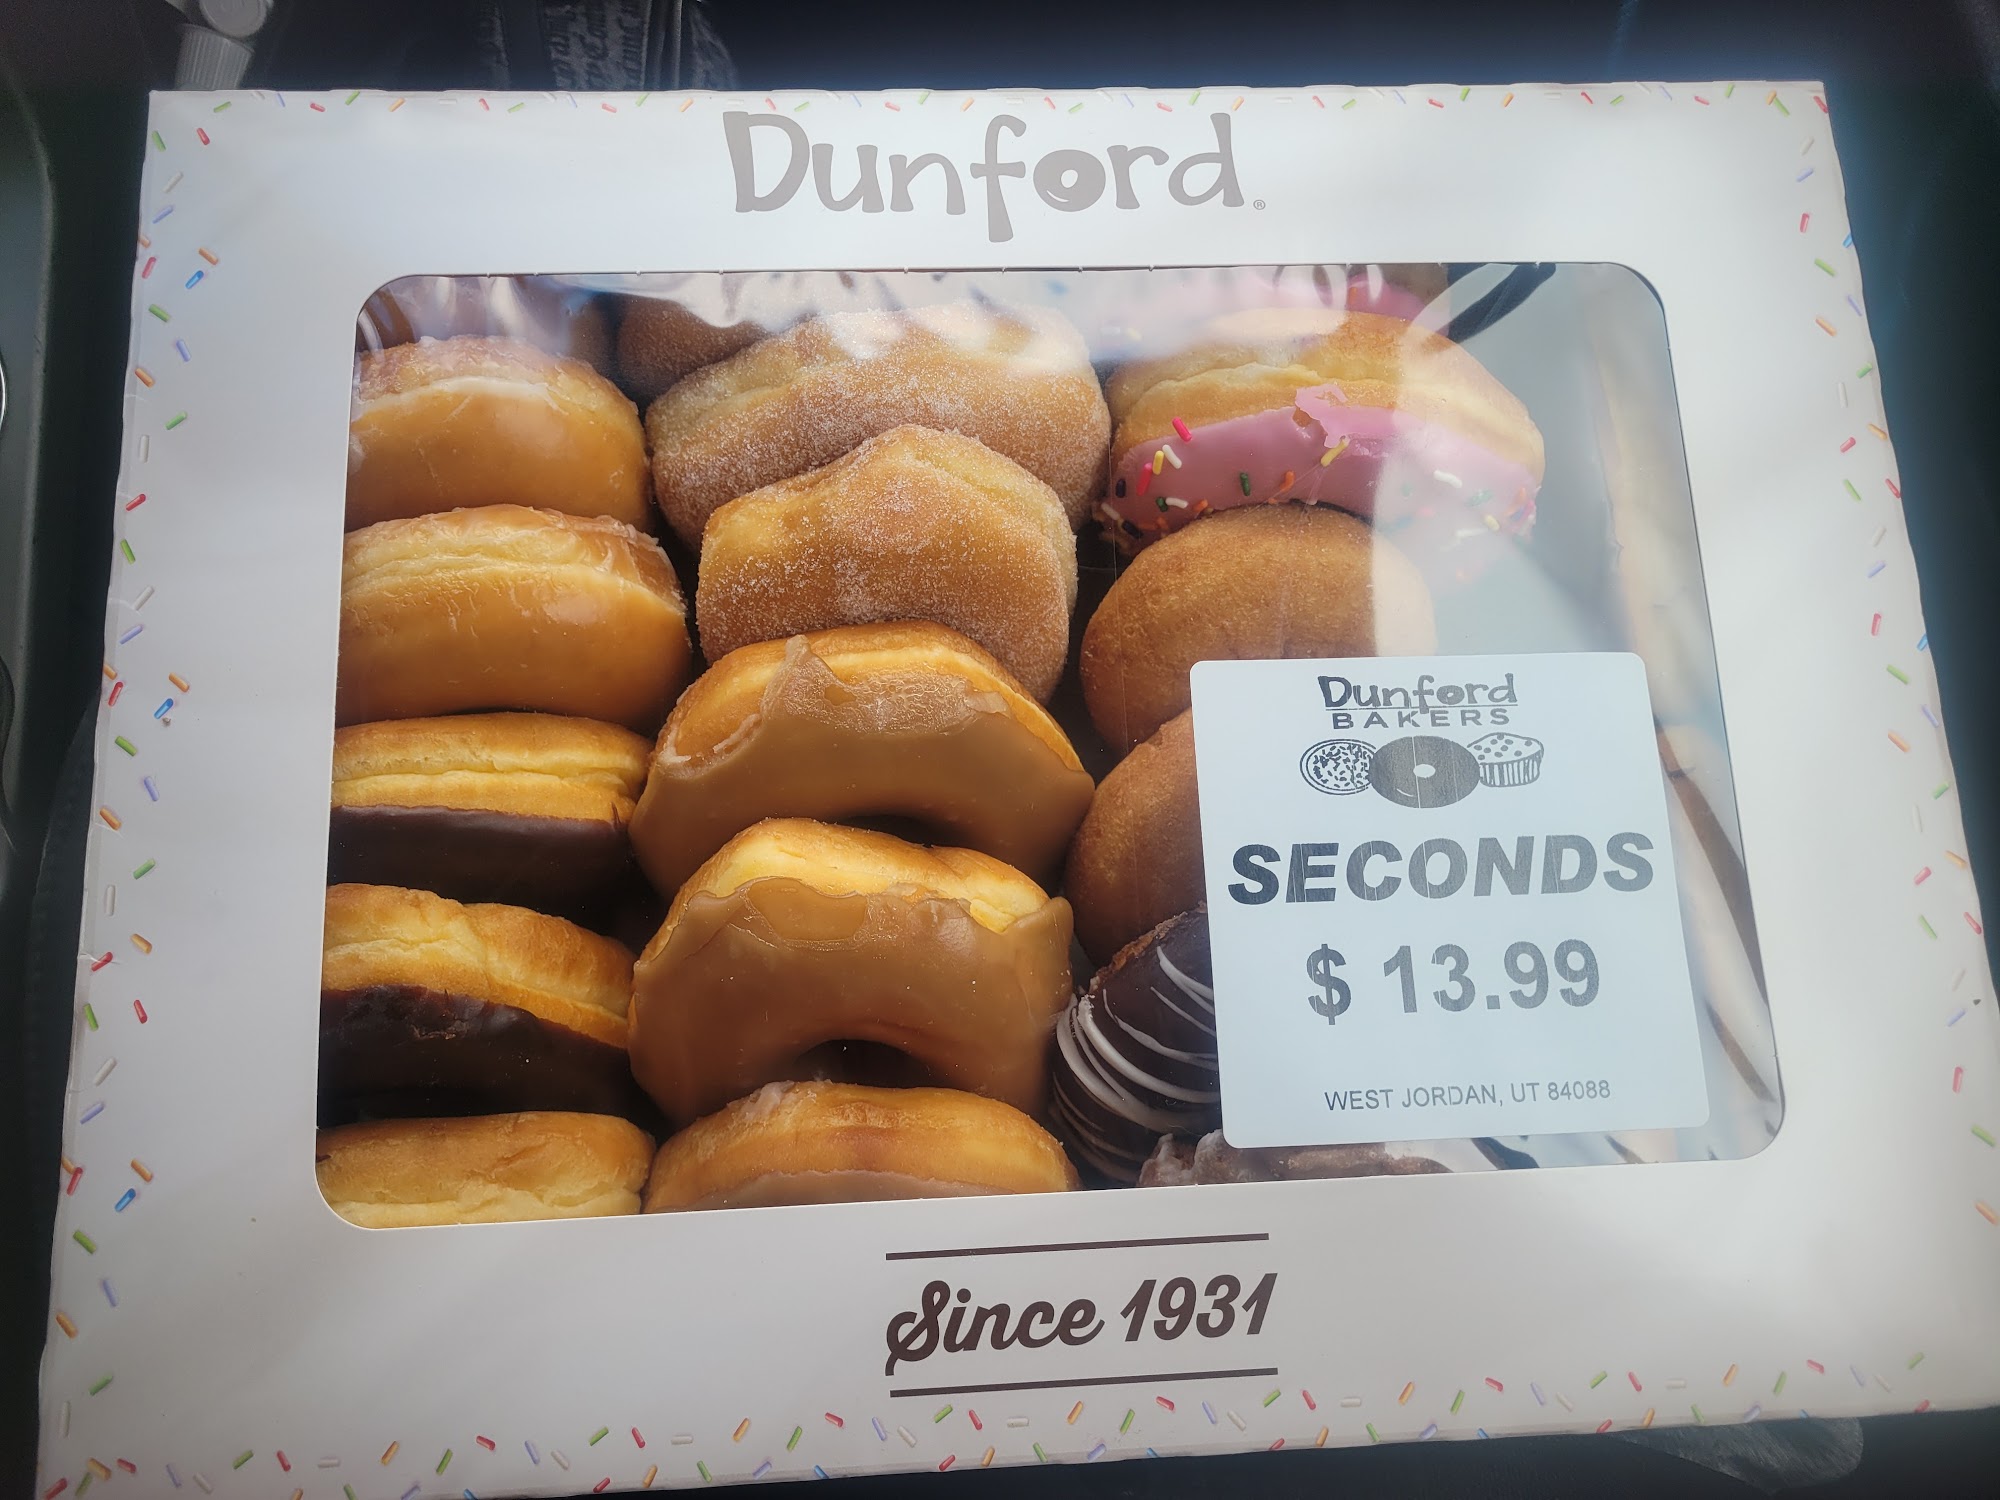 Dunford®
Dunford
BAKERS
SECONDS
$ 13.99
WEST JORDAN, UT 84088
Since 1931